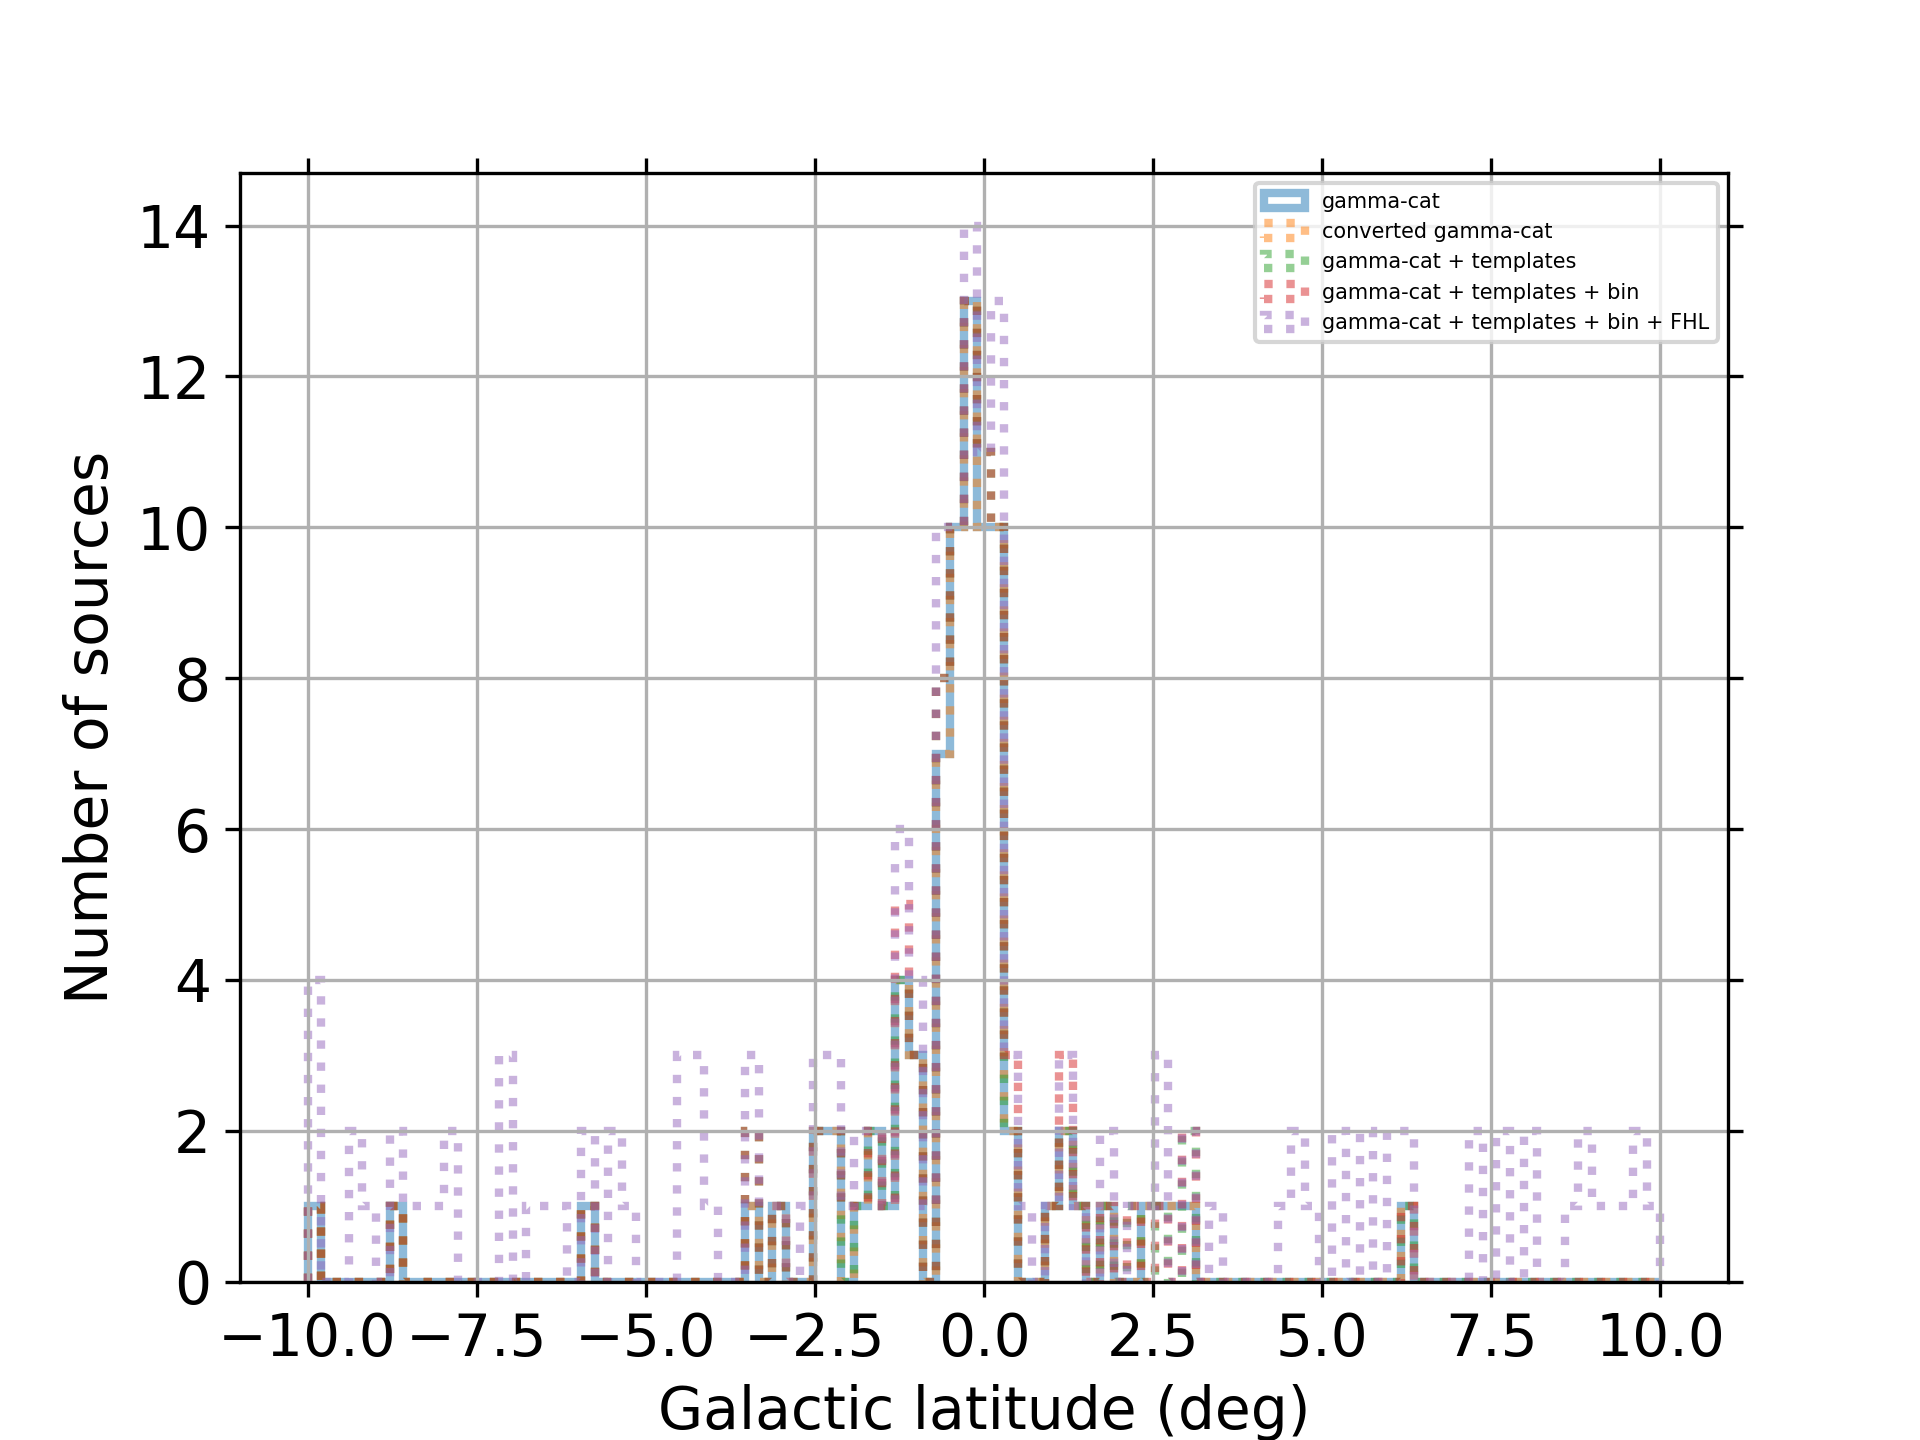 gamma-cat
converted gamma-cat
gamma-cat + templates
gamma-cat + templates + bin
gamma-cat + templates + bin + FHL
14
12
10
8
6
4
2
0
Number of sources
−10.0 −7.5 −5.0 −2.5 0.0 2.5 5.0 7.5 10.0
Galactic latitude (deg)